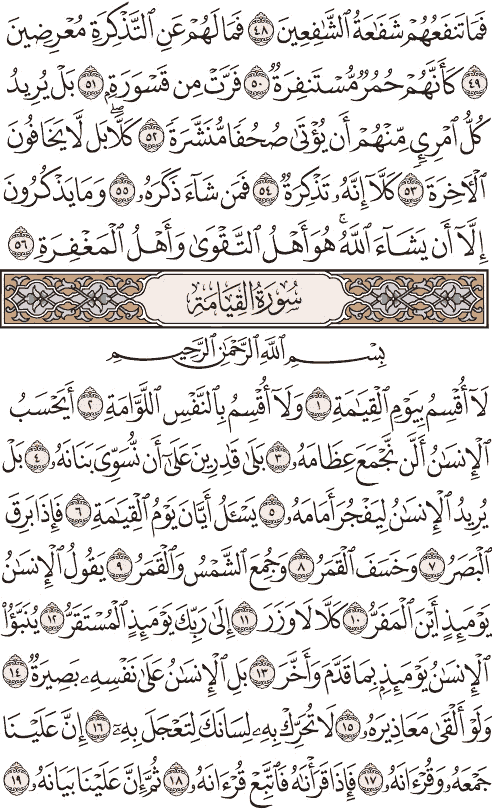 فَمَا تَنفَعُهُمْ شَفَٰعَةُ ٱلشَّٰفِعِينَ ٤٨ فَمَا لَهُمْ عَنِ ٱلتَّذْكِرَةِ مُعْرِضِينَ
٤٩ كَأَنَّهُمْ حُمُرٌ مُّسْتَنفِرَةٌ ٥٠ فَرَّتْ مِن قَسْوَرَةٍۭ ٥١ بَلْ يُرِيدُ
كُلُّ ٱمْرِئٍ مِّنْهُمْ أَن يُؤْتَىٰ صُحُفًا مُّنَشَّرَةً ٥٢ كَلَّا ۖ بَل لَّا يَخَافُونَ
ٱلْأَخِرَةَ ٥٣ كَلَّآ إِنَّهُۥ تَذْكِرَةٌ ٥٤ فَمَن شَآءَ ذَكَرَهُۥ ٥٥ وَمَا يَذْكُرُونَ
إِلَّآ أَن يَشَآءَ ٱللَّهُ ۚ هُوَ أَهْلُ ٱلتَّقْوَىٰ وَأَهْلُ ٱلْمَغْفِرَةِ ٥٦
سُورَةُ القِيَامَة
بِسْمِ ٱللَّهِ ٱلرَّحْمَٰنِ ٱلرَّحِيمِ
لَآ أُقْسِمُ بِيَوْمِ ٱلْقِيَٰمَةِ ١ وَلَآ أُقْسِمُ بِٱلنَّفْسِ ٱللَّوَّامَةِ ٢ أَيَحْسَبُ
ٱلْإِنسَٰنُ أَلَّن نَّجْمَعَ عِظَامَهُۥ ٣ بَلَىٰ قَٰدِرِينَ عَلَىٰٓ أَن نُّسَوِّىَ بَنَانَهُۥ ٤ بَلْ
يُرِيدُ ٱلْإِنسَٰنُ لِيَفْجُرَ أَمَامَهُۥ ٥ يَسْـَٔلُ أَيَّانَ يَوْمُ ٱلْقِيَٰمَةِ ٦ فَإِذَا بَرِقَ
ٱلْبَصَرُ ٧ وَخَسَفَ ٱلْقَمَرُ ٨ وَجُمِعَ ٱلشَّمْسُ وَٱلْقَمَرُ ٩ يَقُولُ ٱلْإِنسَٰنُ
يَوْمَئِذٍ أَيْنَ ٱلْمَفَرُّ ١٠ كَلَّا لَا وَزَرَ ١١ إِلَىٰ رَبِّكَ يَوْمَئِذٍ ٱلْمُسْتَقَرُّ ١٢ يُنَبَّؤُا۟
ٱلْإِنسَٰنُ يَوْمَئِذٍۭ بِمَا قَدَّمَ وَأَخَّرَ ١٣ بَلِ ٱلْإِنسَٰنُ عَلَىٰ نَفْسِهِۦ بَصِيرَةٌ ١٤
وَلَوْ أَلْقَىٰ مَعَاذِيرَهُۥ ١٥ لَا تُحَرِّكْ بِهِۦ لِسَانَكَ لِتَعْجَلَ بِهِۦٓ ١٦ إِنَّ عَلَيْنَا
جَمْعَهُۥ وَقُرْءَانَهُۥ ١٧ فَإِذَا قَرَأْنَٰهُ فَٱتَّبِعْ قُرْءَانَهُۥ ١٨ ثُمَّ إِنَّ عَلَيْنَا بَيَانَهُۥ ١٩